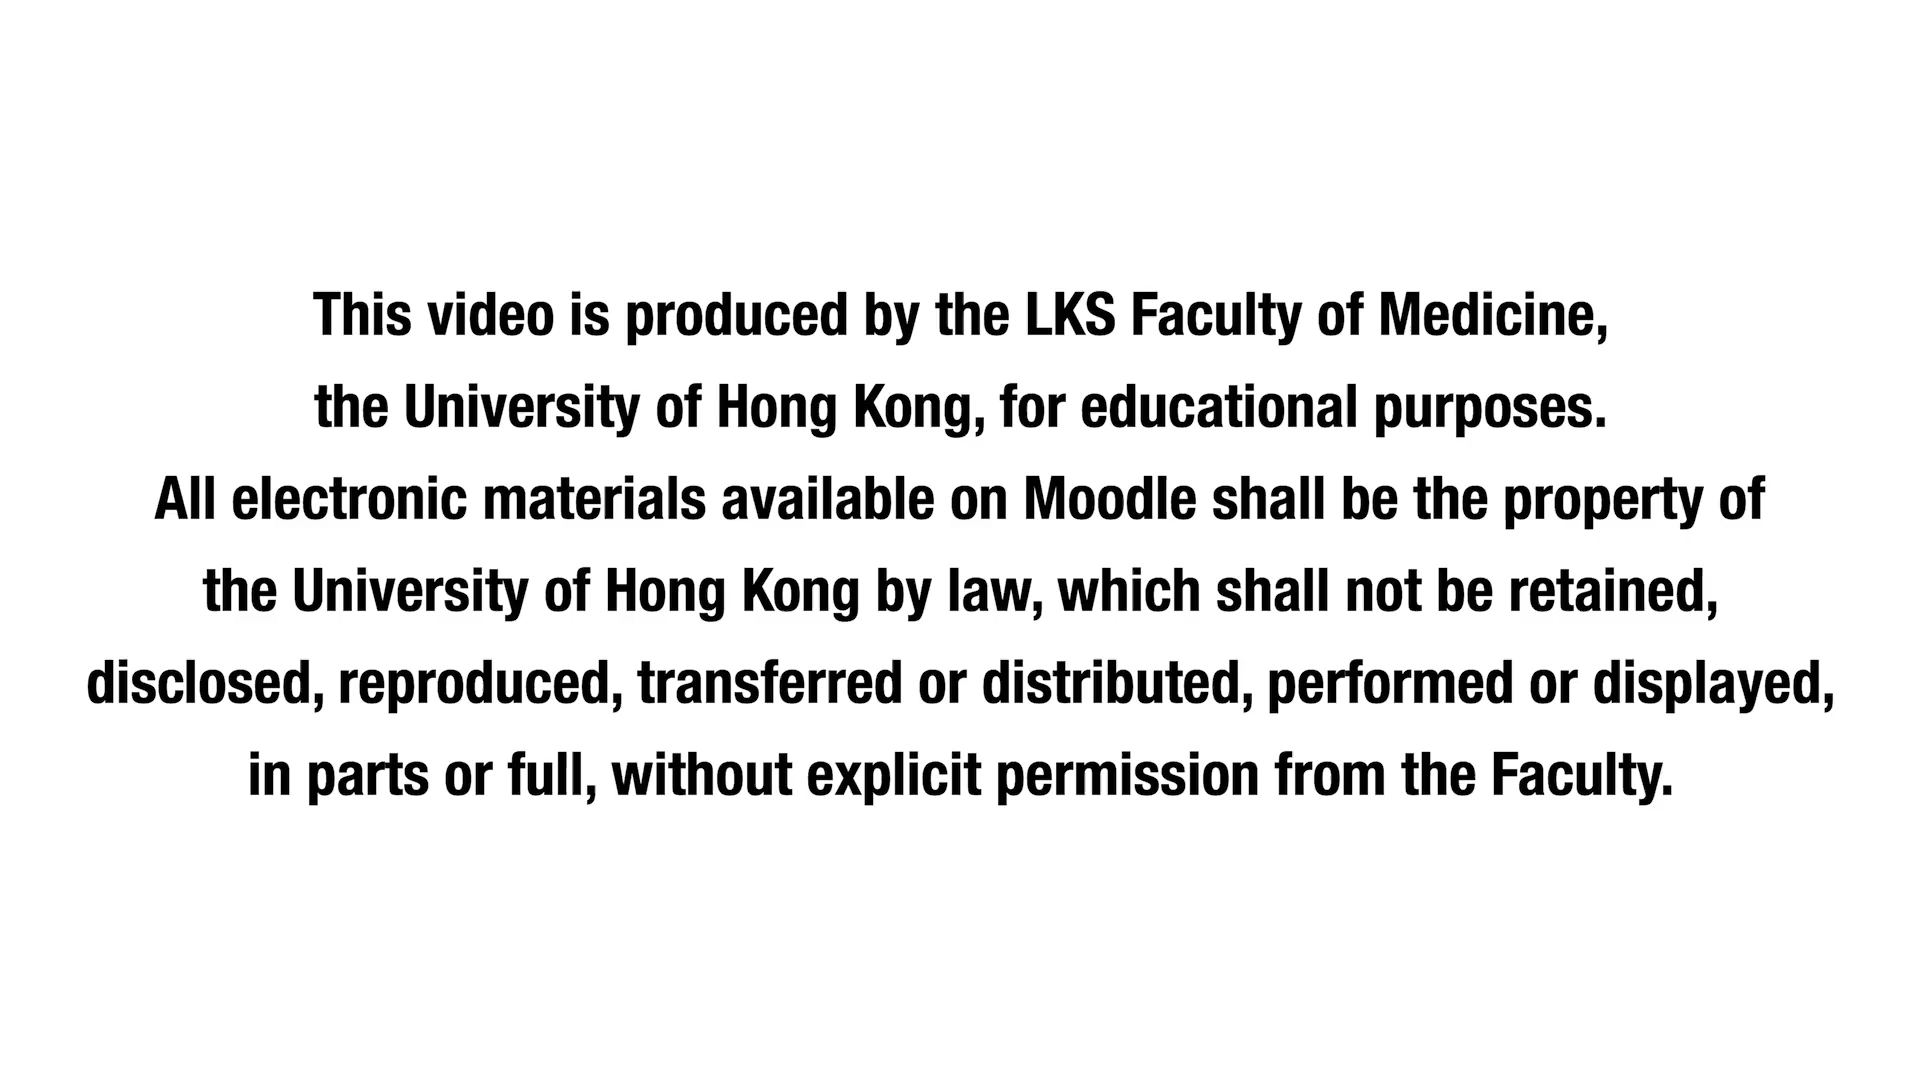 This video is produced by the LKS Faculty of Medicine,
the University of Hong Kong, for educational purposes.
All electronic materials available on Moodle shall be the property of
the University of Hong Kong by law, which shall not be retained,
disclosed, reproduced, transferred or distributed, performed or displayed,
in parts or full, without explicit permission from the Faculty.